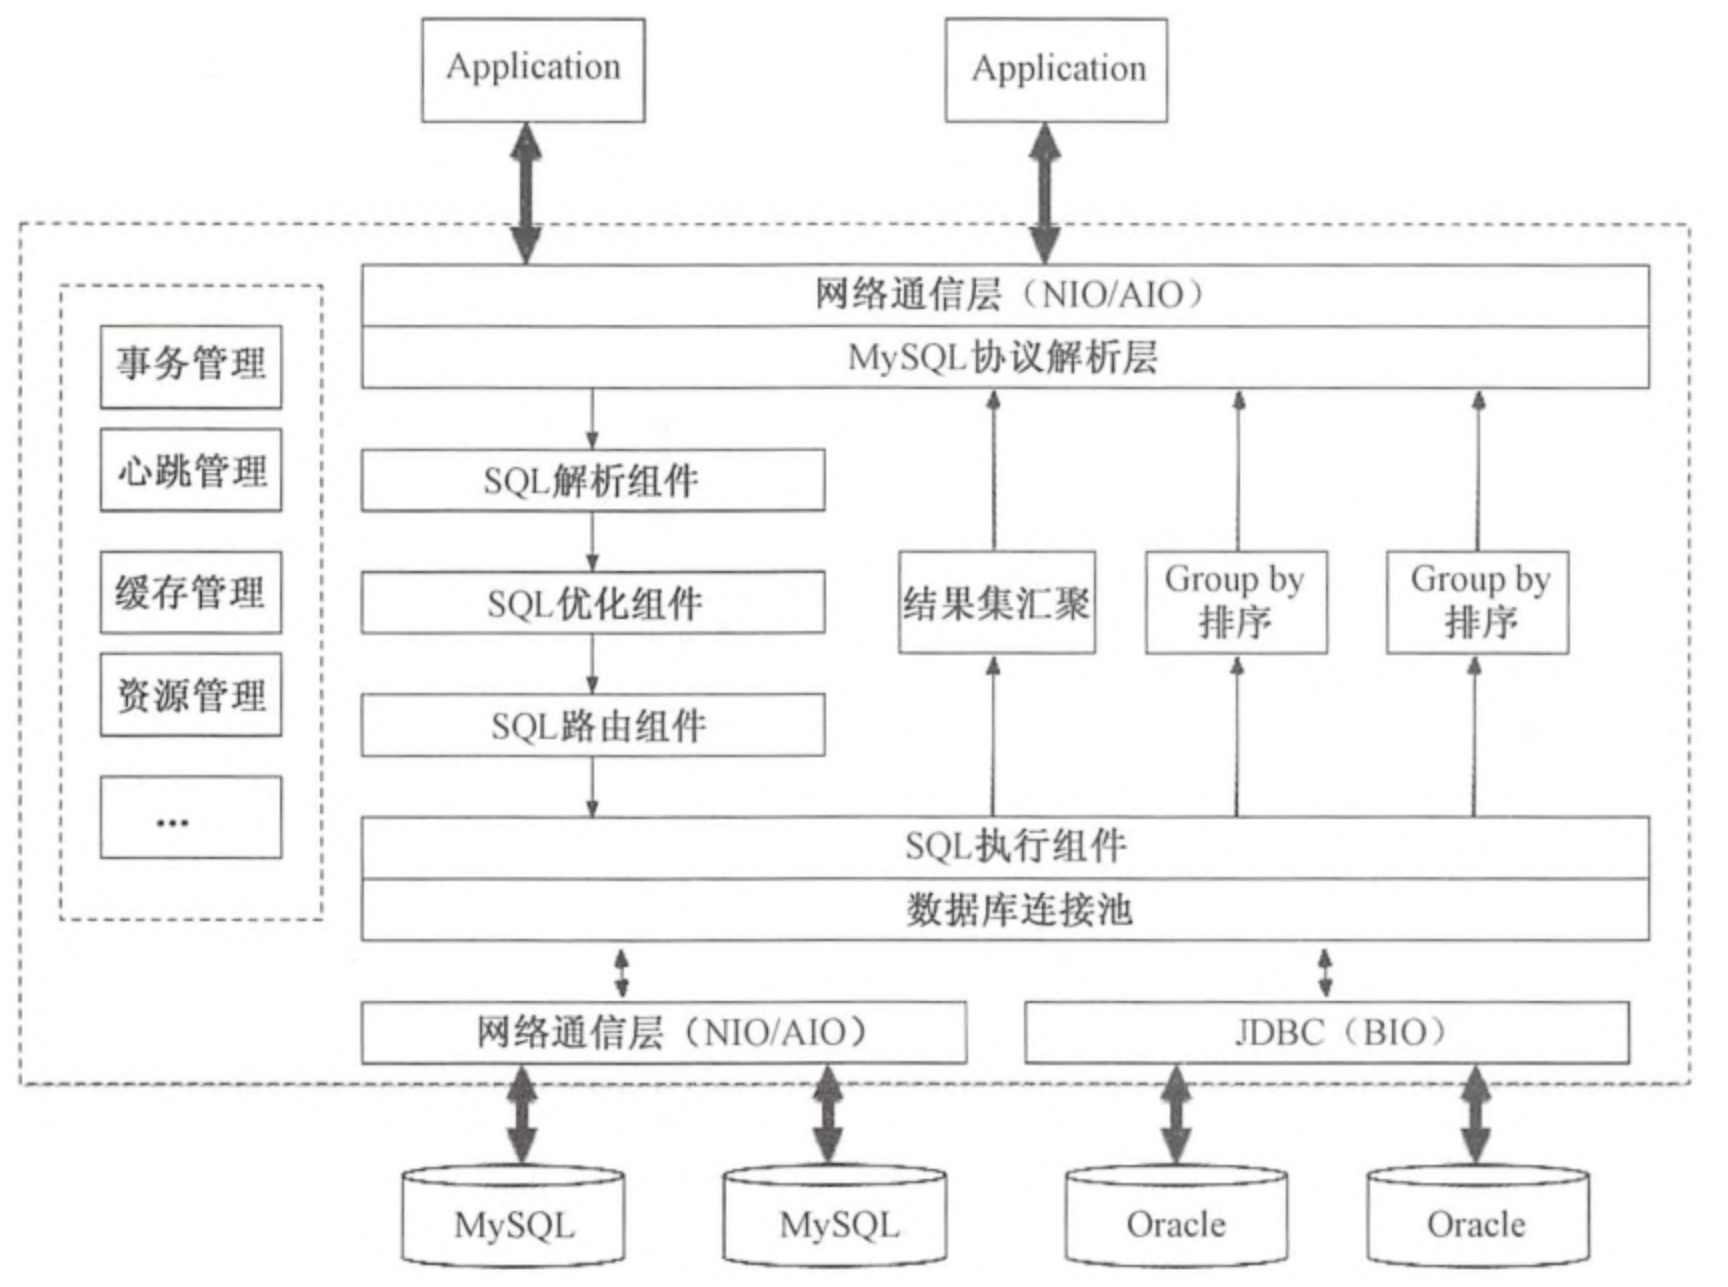 Application
Application
网络通信层（NIO/AIO）
MySQL协议解析层
事务管理
心跳管理
缓存管理
资源管理
...
SQL解析组件
SQL优化组件
SQL路由组件
结果集汇聚
Group by
排序
Group by
排序
SQL执行组件
数据库连接池
网络通信层（NIO/AIO）
JDBC（BIO）
MySQL
MySQL
Oracle
Oracle